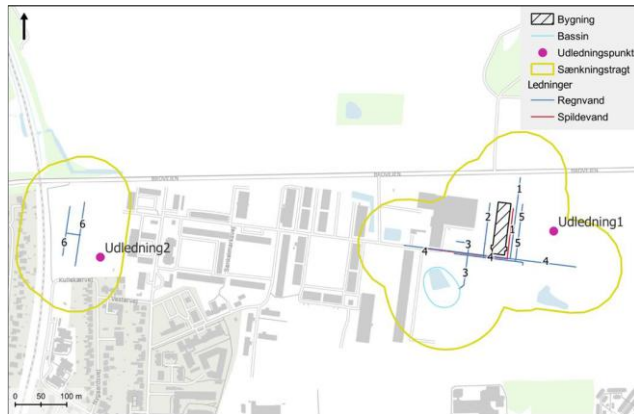 Bygning
Bassin
Udledningspunkt
Sænkningstragt
Ledninger
Regnvand
Spildevand
1
2
5
1
5
3
4
4
4
3
Udledning1
6
6
Udledning2
0 50 100 m